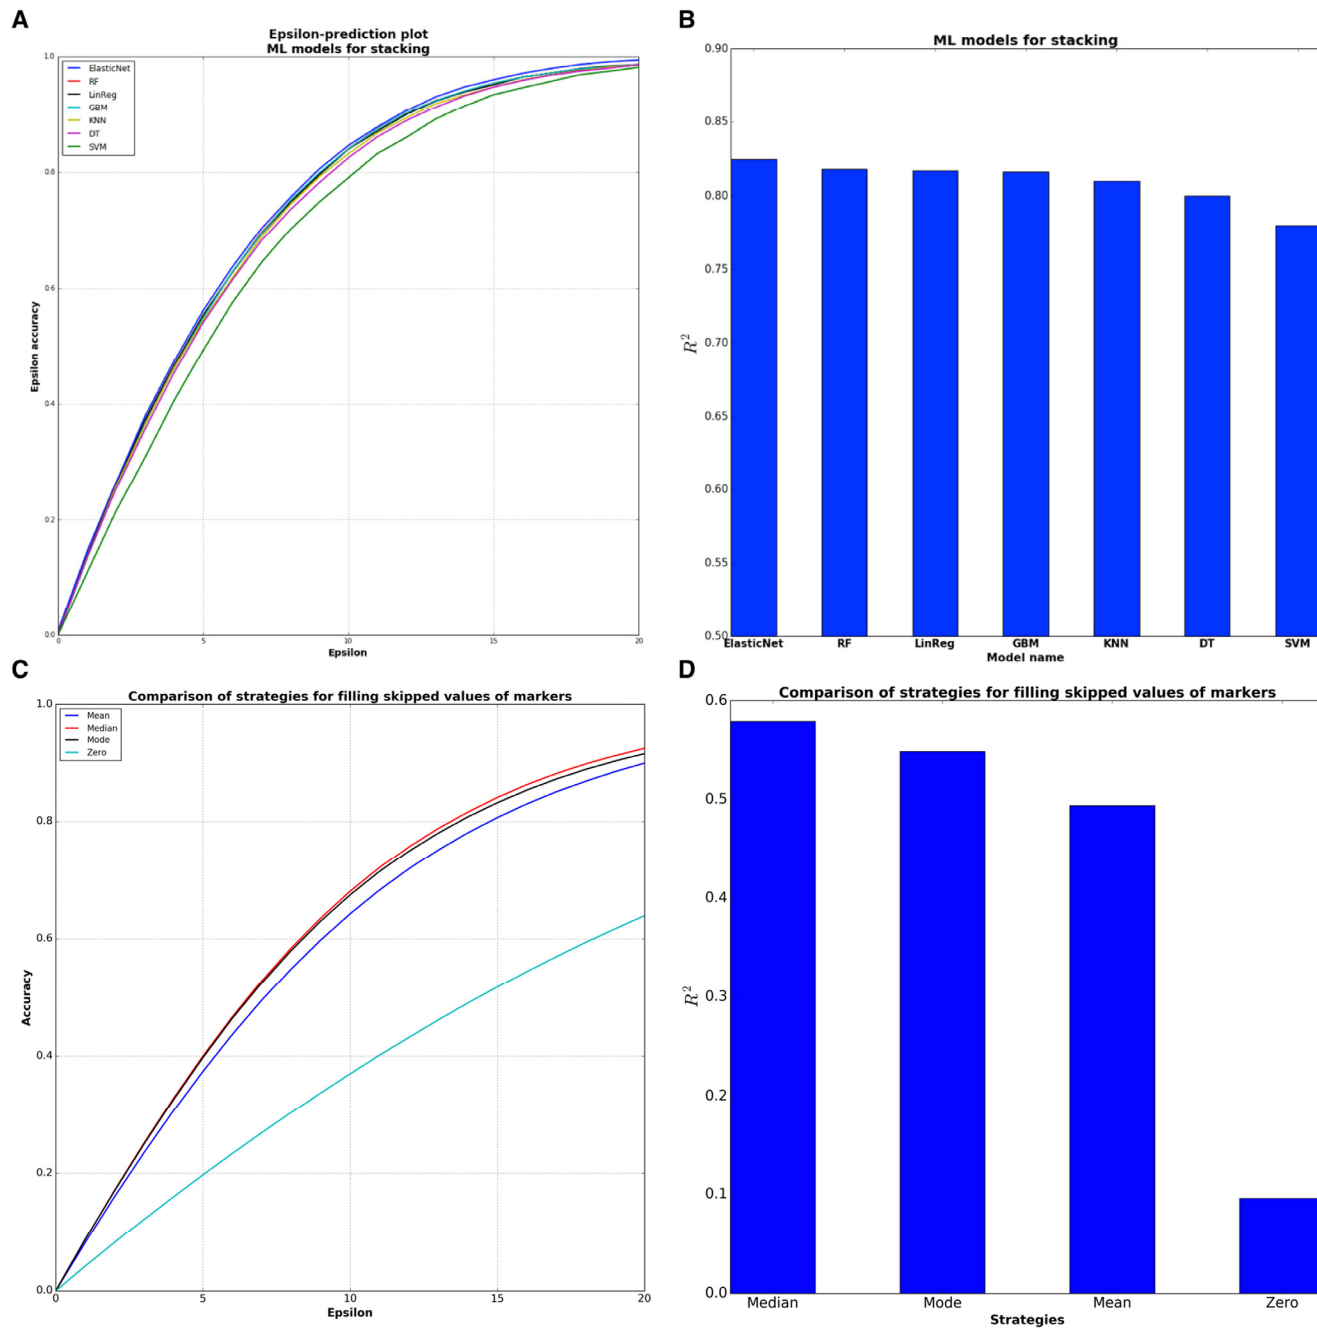 A
Epsilon-prediction plot
ML models for stacking
1.0
0.8
0.6
0.4
0.2
0.0
Epsilon accuracy
ElasticNet
RF
LinReg
GBM
KNN
DT
SVM
0 5 10 15 20
Epsilon
B
ML models for stacking
0.90
0.85
0.80
0.75
0.70
0.65
0.60
0.55
0.50
R²
ElasticNet RF LinReg GBM KNN DT SVM
Model name
C
Comparison of strategies for filling skipped values of markers
1.0
0.8
0.6
0.4
0.2
0.0
Accuracy
Mean
Median
Mode
Zero
0 5 10 15 20
Epsilon
D
Comparison of strategies for filling skipped values of markers
0.6
0.5
0.4
0.3
0.2
0.1
0.0
R²
Median Mode Mean Zero
Strategies